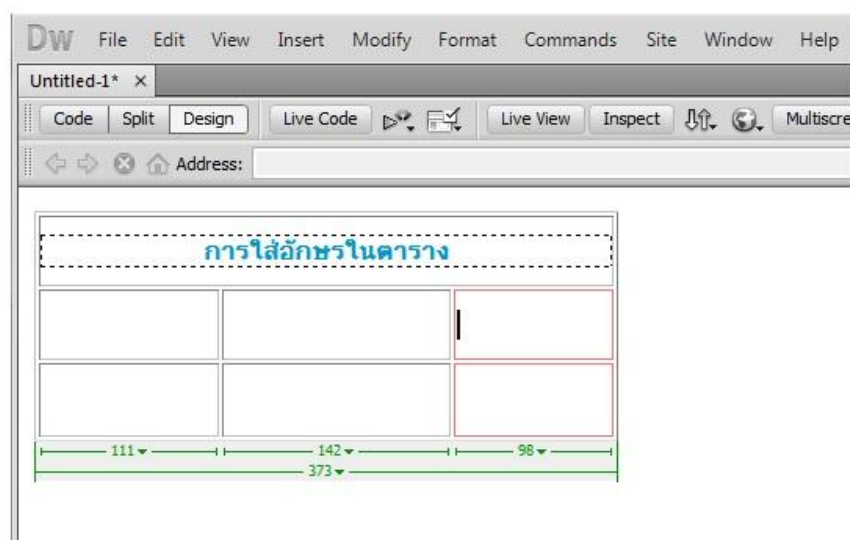 Dw File Edit View Insert Modify Format Commands Site Window Help
Untitled-1* ×
Code Split Design Live Code Live View Inspect Multiscre
Address:
การใส่อักษรในตาราง
111 142 98
373